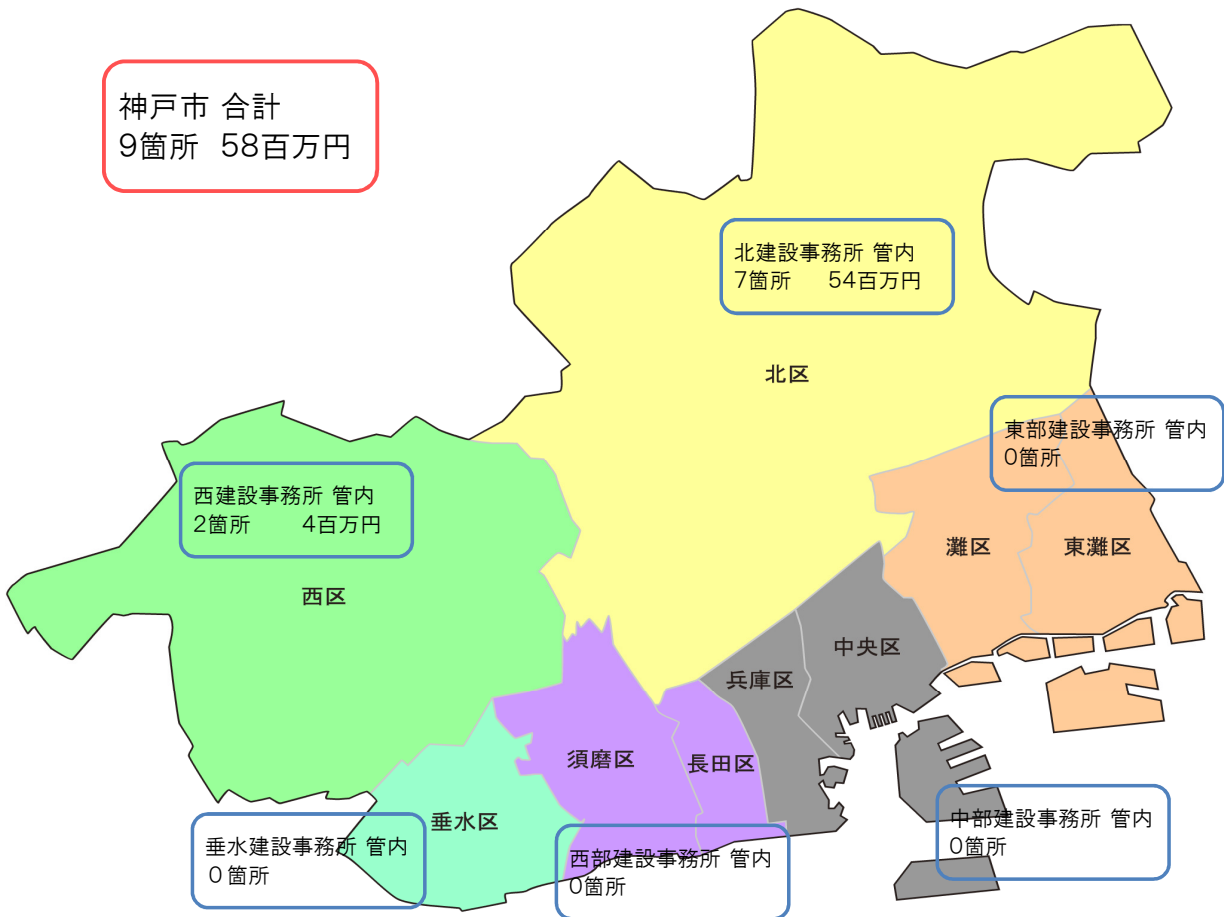 神戸市 合計
9箇所 58百万円
北建設事務所 管内
7箇所 54百万円
北区
東部建設事務所 管内
0箇所
西建設事務所 管内
2箇所 4百万円
西区
灘区
東灘区
中央区
兵庫区
須磨区
長田区
垂水区
垂水建設事務所 管内
０箇所
西部建設事務所 管内
0箇所
中部建設事務所 管内
0箇所